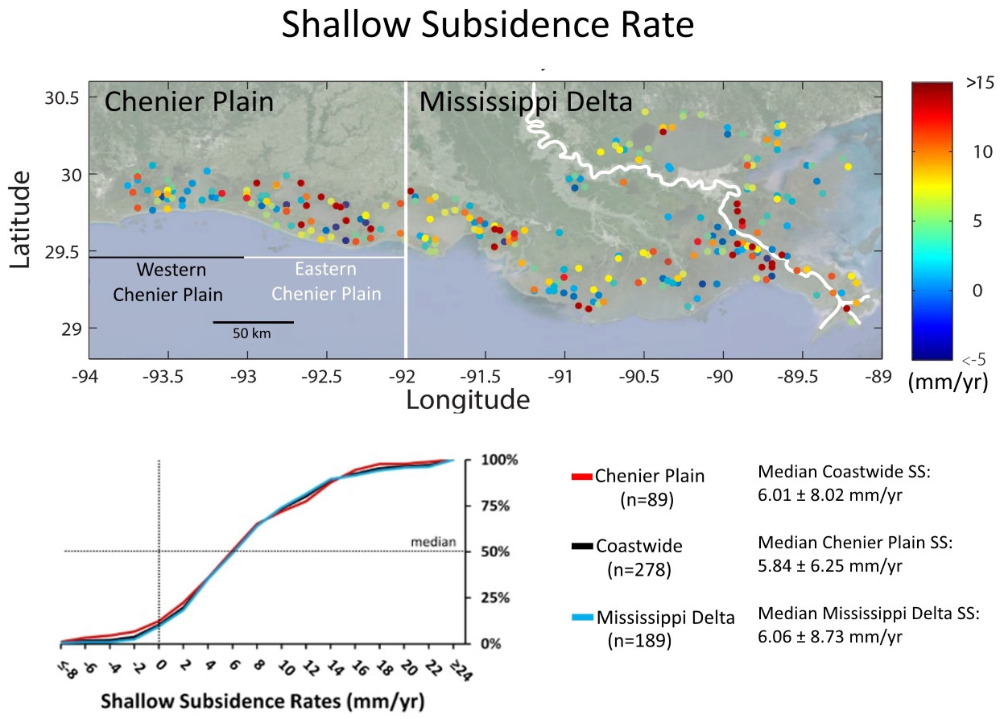 Shallow Subsidence Rate
Chenier Plain
Mississippi Delta
30.5
30
29.5
29
Latitude
Western
Chenier Plain
Eastern
Chenier Plain
50 km
-94
-93.5
-93
-92.5
-92
-91.5
-91
-90.5
-90
-89.5
-89
Longitude
>15
10
5
0
<-5
(mm/yr)
100%
75%
median
50%
25%
0%
≤-8
-6
-4
-2
0
2
4
6
8
10
12
14
16
18
20
22
≥24
Shallow Subsidence Rates (mm/yr)
Chenier Plain
(n=89)
Coastwide
(n=278)
Mississippi Delta
(n=189)
Median Coastwide SS:
6.01 ± 8.02 mm/yr
Median Chenier Plain SS:
5.84 ± 6.25 mm/yr
Median Mississippi Delta SS:
6.06 ± 8.73 mm/yr